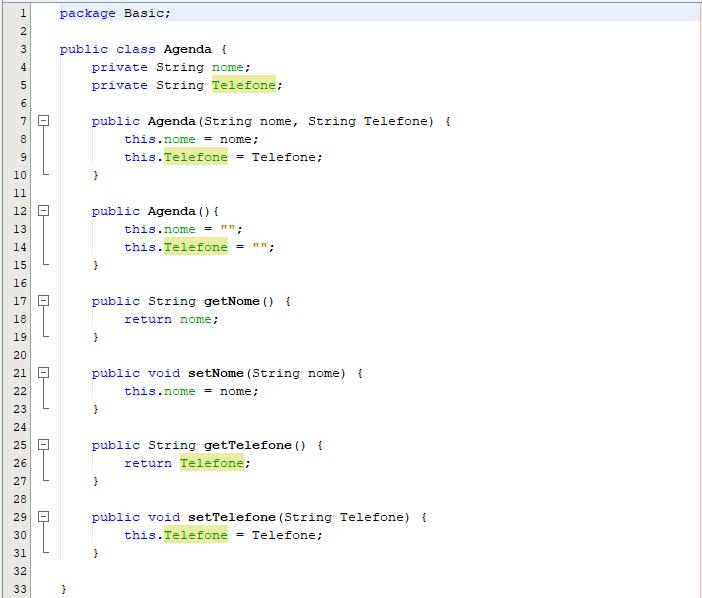 1 package Basic;
2
3 public class Agenda {
4 private String nome;
5 private String Telefone;
6
7 public Agenda(String nome, String Telefone) {
8 this.nome = nome;
9 this.Telefone = Telefone;
10 }
11
12 public Agenda(){
13 this.nome = "";
14 this.Telefone = "";
15 }
16
17 public String getNome() {
18 return nome;
19 }
20
21 public void setNome(String nome) {
22 this.nome = nome;
23 }
24
25 public String getTelefone() {
26 return Telefone;
27 }
28
29 public void setTelefone(String Telefone) {
30 this.Telefone = Telefone;
31 }
32
33 }